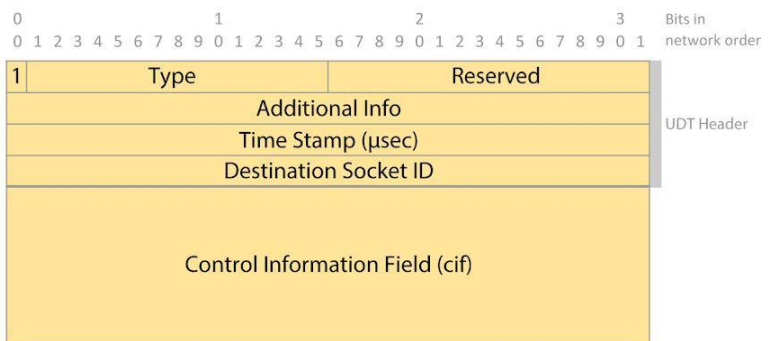 0 1 2 3 Bits in
0 1 2 3 4 5 6 7 8 9 0 1 2 3 4 5 6 7 8 9 0 1 2 3 4 5 6 7 8 9 0 1 network order
1 Type Reserved
Additional Info
UDT Header
Time Stamp (µsec)
Destination Socket ID
Control Information Field (cif)